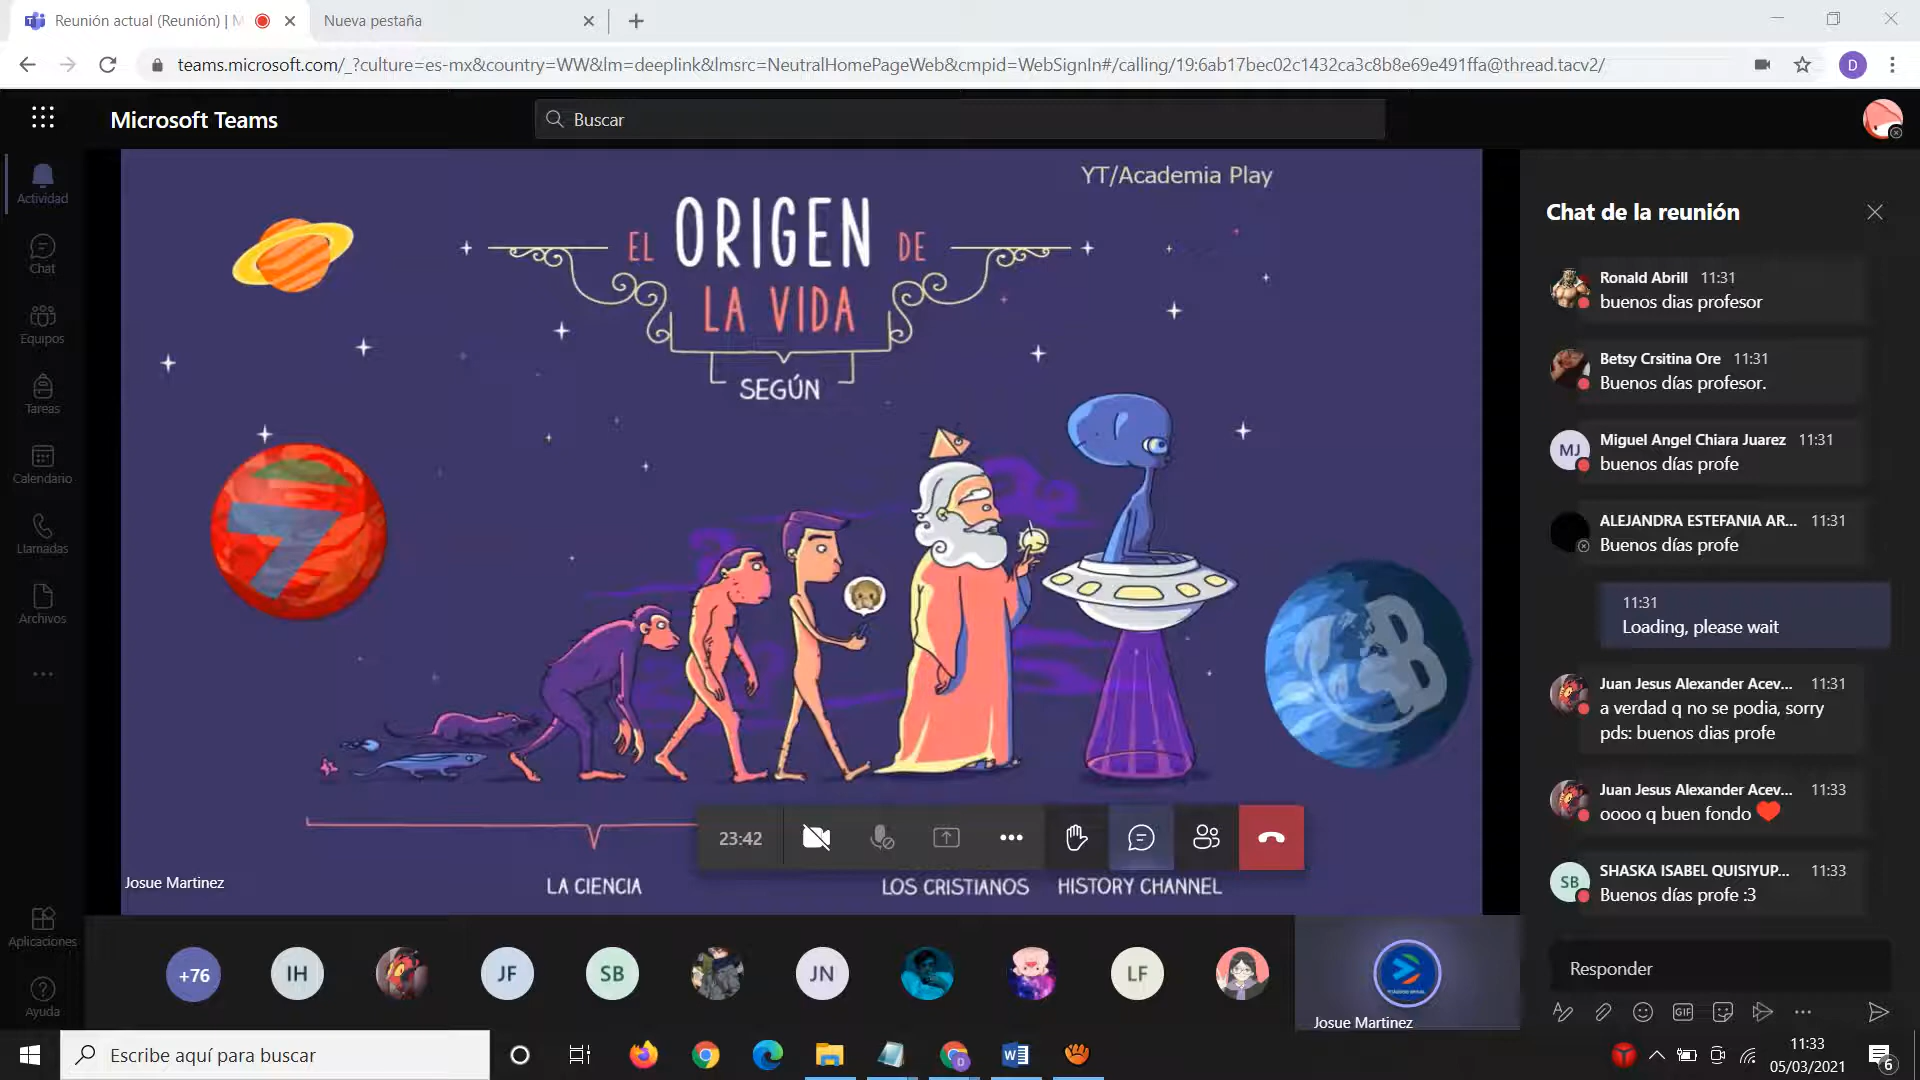 Reunión actual (Reunión) | M
Nueva pestaña
teams.microsoft.com/_?culture=es-mx&country=WW&lm=deeplink&lmsrc=NeutralHomePageWeb&cmpid=WebSignIn#/calling/19:6ab17bec02c1432ca3c8b8e69e491ffa@thread.tacv2/
D
Microsoft Teams
Buscar
Actividad
Chat
Equipos
Tareas
Calendario
Llamadas
Archivos
Aplicaciones
Ayuda
YT/Academia Play
EL ORIGEN DE
LA VIDA
SEGÚN
7
B
23:42
Josue Martinez
LA CIENCIA
LOS CRISTIANOS
HISTORY CHANNEL
+76
IH
JF
SB
JN
LF
Josue Martinez
Chat de la reunión
Ronald Abrill 11:31
buenos dias profesor
Betsy Crsitina Ore 11:31
Buenos días profesor.
MJ
Miguel Angel Chiara Juarez 11:31
buenos días profe
ALEJANDRA ESTEFANIA AR... 11:31
Buenos días profe
11:31
Loading, please wait
Juan Jesus Alexander Acev... 11:31
a verdad q no se podia, sorry
pds: buenos dias profe
Juan Jesus Alexander Acev... 11:33
oooo q buen fondo
SB
SHASKA ISABEL QUISIYUP... 11:33
Buenos días profe :3
Responder
GIF
Escribe aquí para buscar
11:33
05/03/2021
6